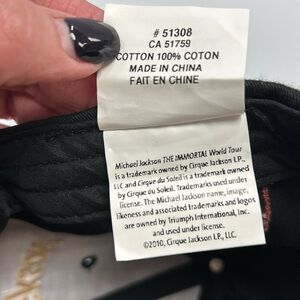 # 51308
CA 51759
COTTON 100% COTON
MADE IN CHINA
FAIT EN CHINE
Michael Jackson THE IMMORTAL World Tour
is a trademark owned by Cirque Jackson I.P.,
LLC and Cirque du Soleil is a trademark owned
by Cirque du Soleil. Trademarks used under
license. The Michael Jackson name, image,
likeness and associated trademarks and logos
are owned by Triumph International, Inc.
and used under license.
©2010, Cirque Jackson I.P., LLC.